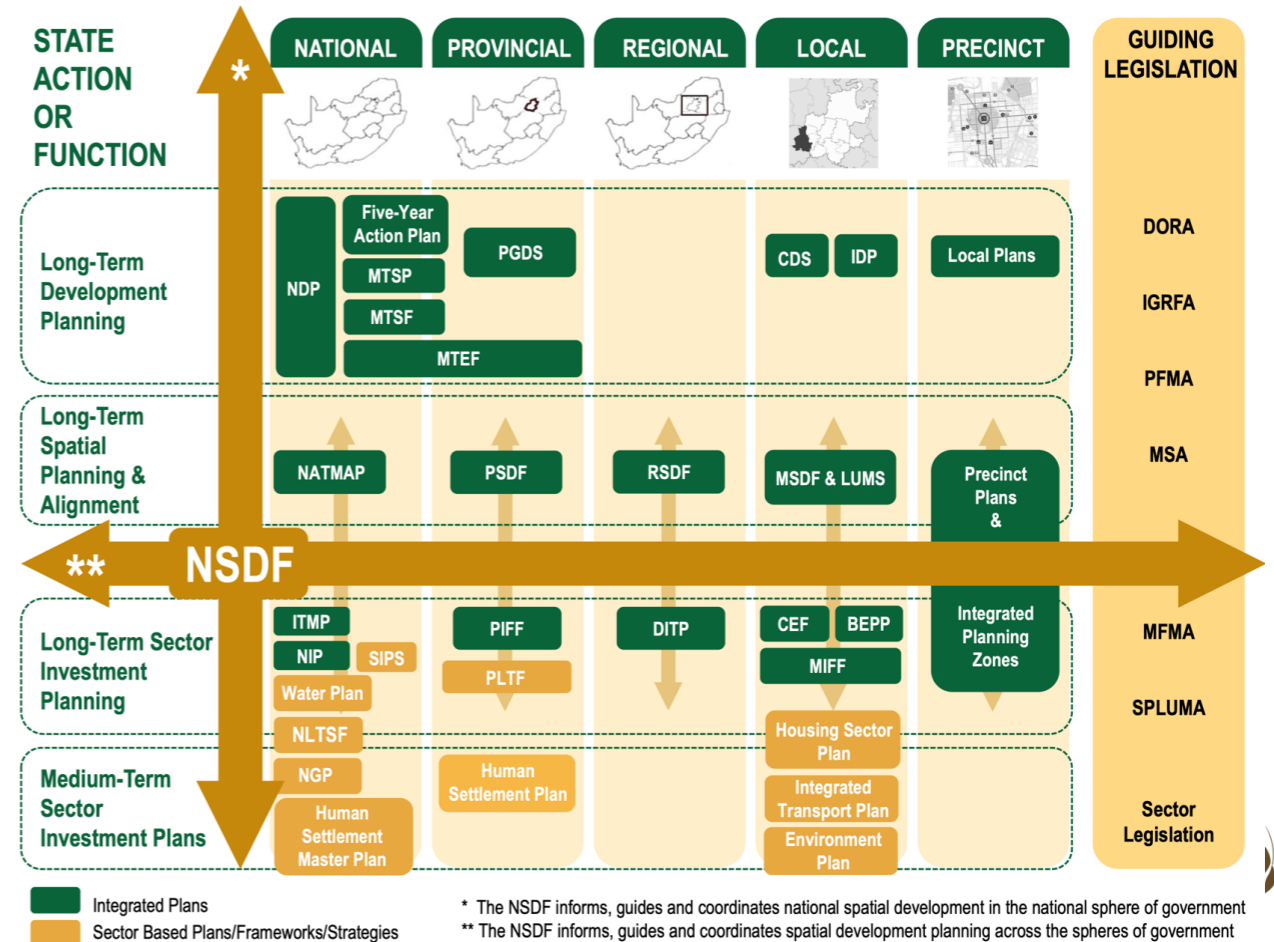 STATE
ACTION
OR
FUNCTION
*
NATIONAL
PROVINCIAL
REGIONAL
LOCAL
PRECINCT
GUIDING
LEGISLATION
Long-Term
Development
Planning
NDP
Five-Year
Action Plan
MTSP
MTSF
MTEF
PGDS
CDS
IDP
Local Plans
DORA
IGRFA
PFMA
MSA
Long-Term
Spatial
Planning &
Alignment
NATMAP
PSDF
RSDF
MSDF & LUMS
Precinct
Plans
&
**
NSDF
Long-Term Sector
Investment
Planning
ITMP
NIP
SIPS
Water Plan
NLTSF
PIFF
PLTF
DITP
CEF
BEPP
MIFF
Housing Sector
Plan
Integrated
Planning
Zones
MFMA
SPLUMA
Medium-Term
Sector
Investment Plans
NGP
Human
Settlement
Master Plan
Human
Settlement Plan
Integrated
Transport Plan
Environment
Plan
Sector
Legislation
Integrated Plans
Sector Based Plans/Frameworks/Strategies
* The NSDF informs, guides and coordinates national spatial development in the national sphere of government
** The NSDF informs, guides and coordinates spatial development planning across the spheres of government